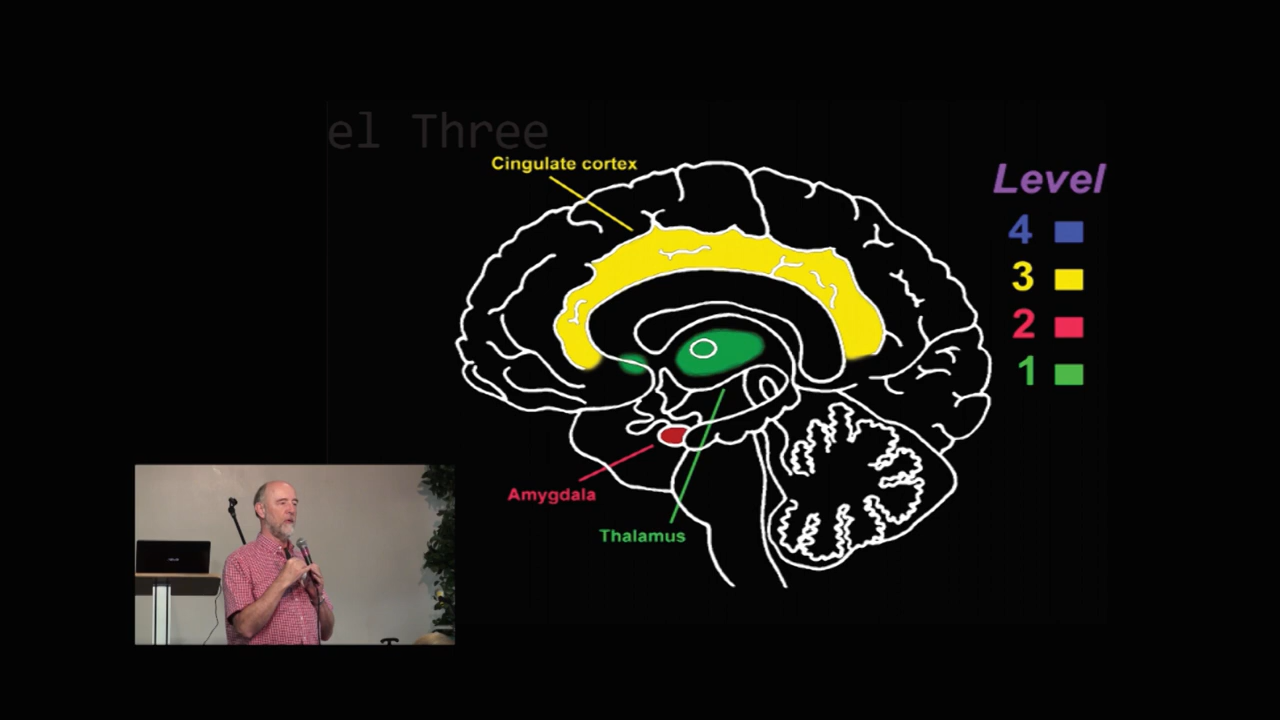 el Three
Cingulate cortex
Level
4
3
2
1
Amygdala
Thalamus